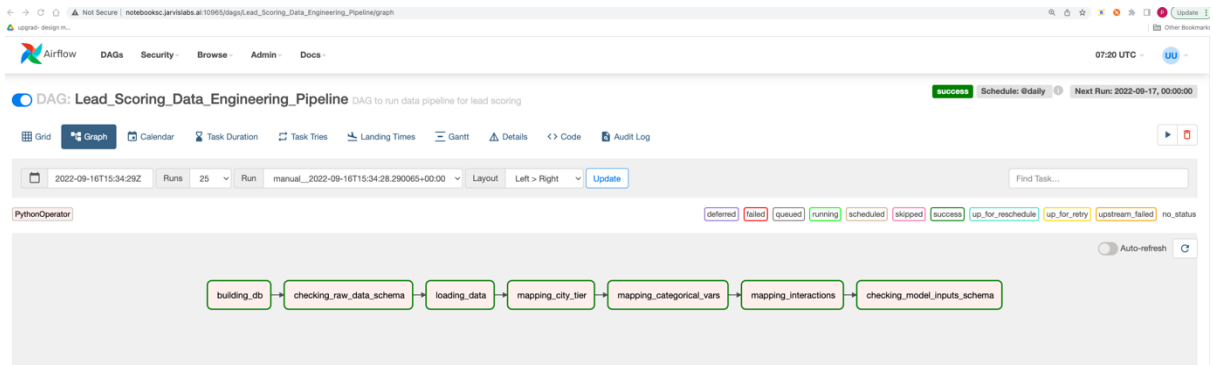 Not Secure | notebooksc.jarvislabs.ai:10965/dags/Lead_Scoring_Data_Engineering_Pipeline/graph
Update
upgrad- design m...
Other Bookmarks
Airflow DAGs Security Browse Admin Docs 07:20 UTC UU
DAG: Lead_Scoring_Data_Engineering_Pipeline DAG to run data pipeline for lead scoring
success Schedule: @daily Next Run: 2022-09-17, 00:00:00
Grid Graph Calendar Task Duration Task Tries Landing Times Gantt Details <> Code Audit Log
2022-09-16T15:34:29Z Runs 25 Run manual__2022-09-16T15:34:28.290065+00:00 Layout Left > Right Update Find Task...
PythonOperator deferred failed queued running scheduled skipped success up_for_reschedule up_for_retry upstream_failed no_status
Auto-refresh
building_db checking_raw_data_schema loading_data mapping_city_tier mapping_categorical_vars mapping_interactions checking_model_inputs_schema